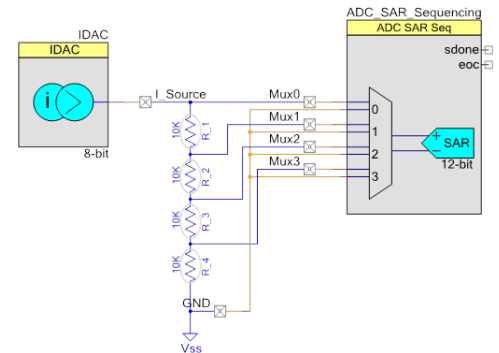 ADC_SAR_Sequencing
ADC SAR Seq
sdone
eoc
IDAC
IDAC
i
8-bit
I_Source
Mux0
Mux1
Mux2
Mux3
0
1
2
3
+
SAR
−
12-bit
10K
R_1
10K
R_2
10K
R_3
10K
R_4
GND
Vss